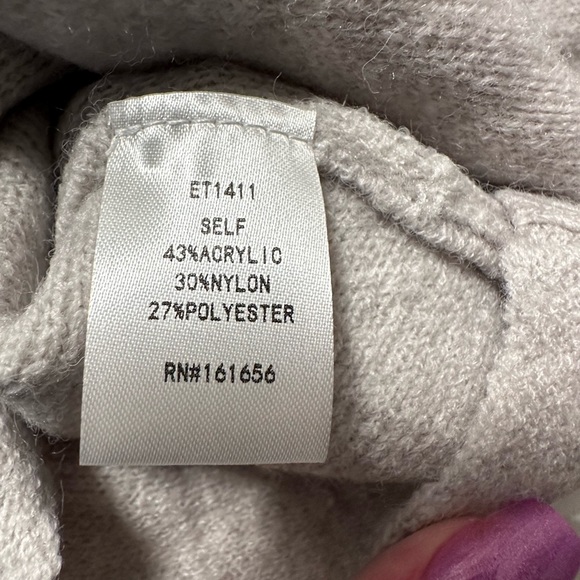 ET1411
SELF
43%ACRYLIC
30%NYLON
27%POLYESTER
RN#161656